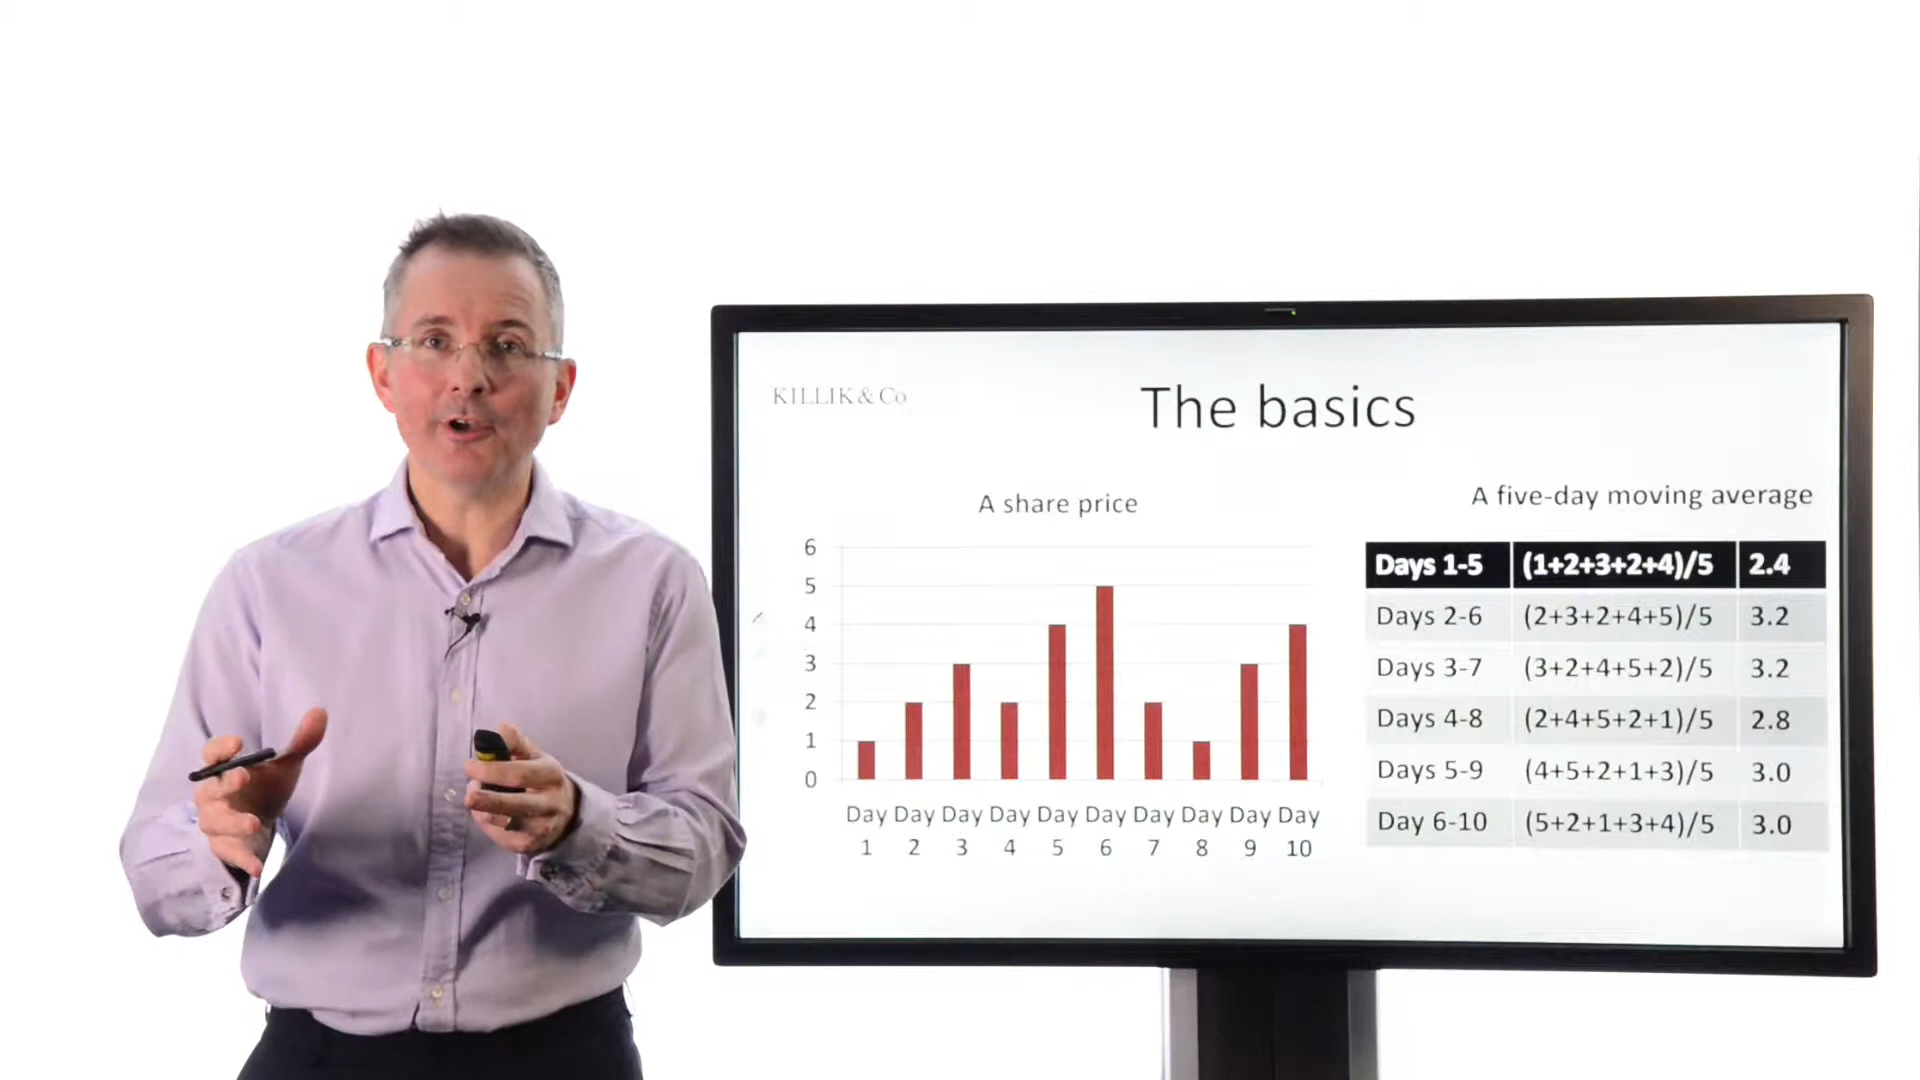 KILLIK & Co
The basics
A share price
6
5
4
3
2
1
0
Day Day Day Day Day Day Day Day Day Day
1 2 3 4 5 6 7 8 9 10
A five-day moving average
Days 1-5 (1+2+3+2+4)/5 2.4
Days 2-6 (2+3+2+4+5)/5 3.2
Days 3-7 (3+2+4+5+2)/5 3.2
Days 4-8 (2+4+5+2+1)/5 2.8
Days 5-9 (4+5+2+1+3)/5 3.0
Day 6-10 (5+2+1+3+4)/5 3.0